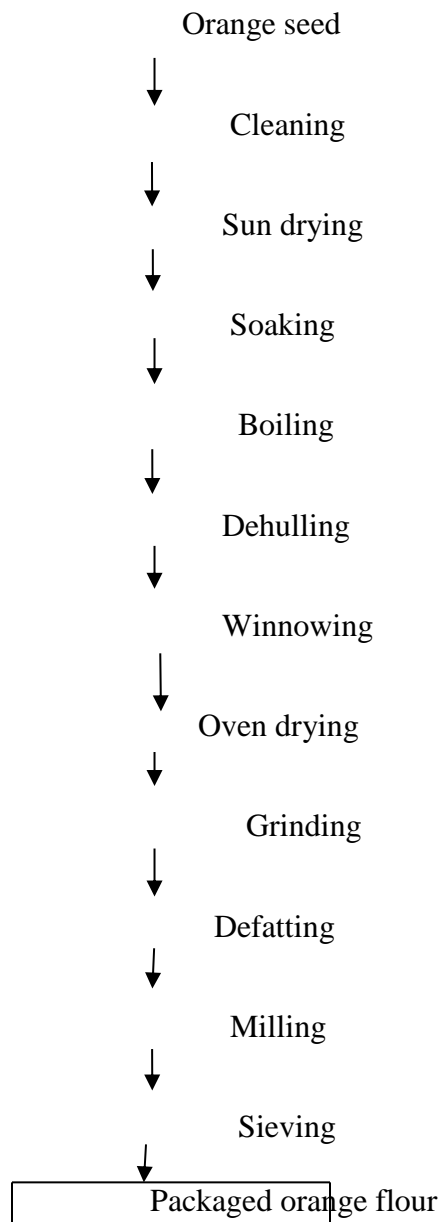 Orange seed
Cleaning
Sun drying
Soaking
Boiling
Dehulling
Winnowing
Oven drying
Grinding
Defatting
Milling
Sieving
Packaged orange flour